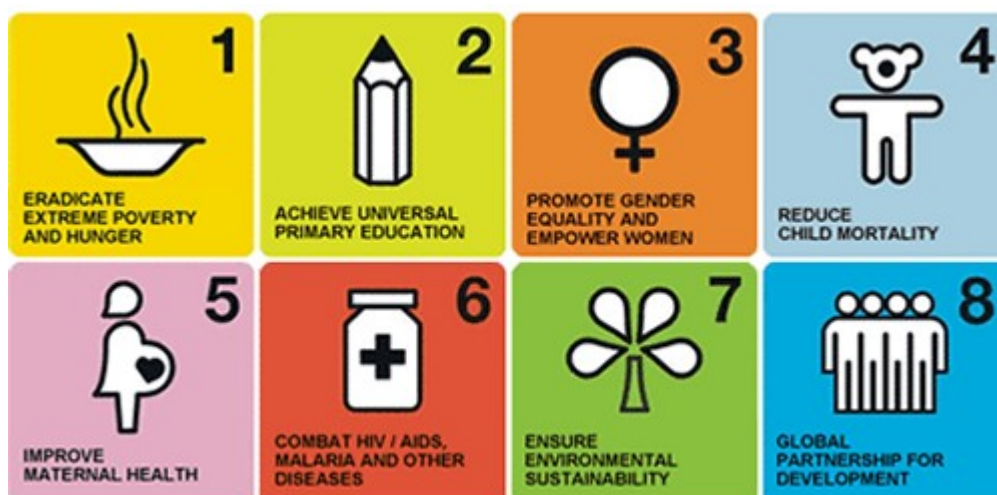 1
ERADICATE
EXTREME POVERTY
AND HUNGER
2
ACHIEVE UNIVERSAL
PRIMARY EDUCATION
3
PROMOTE GENDER
EQUALITY AND
EMPOWER WOMEN
4
REDUCE
CHILD MORTALITY
5
IMPROVE
MATERNAL HEALTH
6
COMBAT HIV / AIDS,
MALARIA AND OTHER
DISEASES
7
ENSURE
ENVIRONMENTAL
SUSTAINABILITY
8
GLOBAL
PARTNERSHIP FOR
DEVELOPMENT